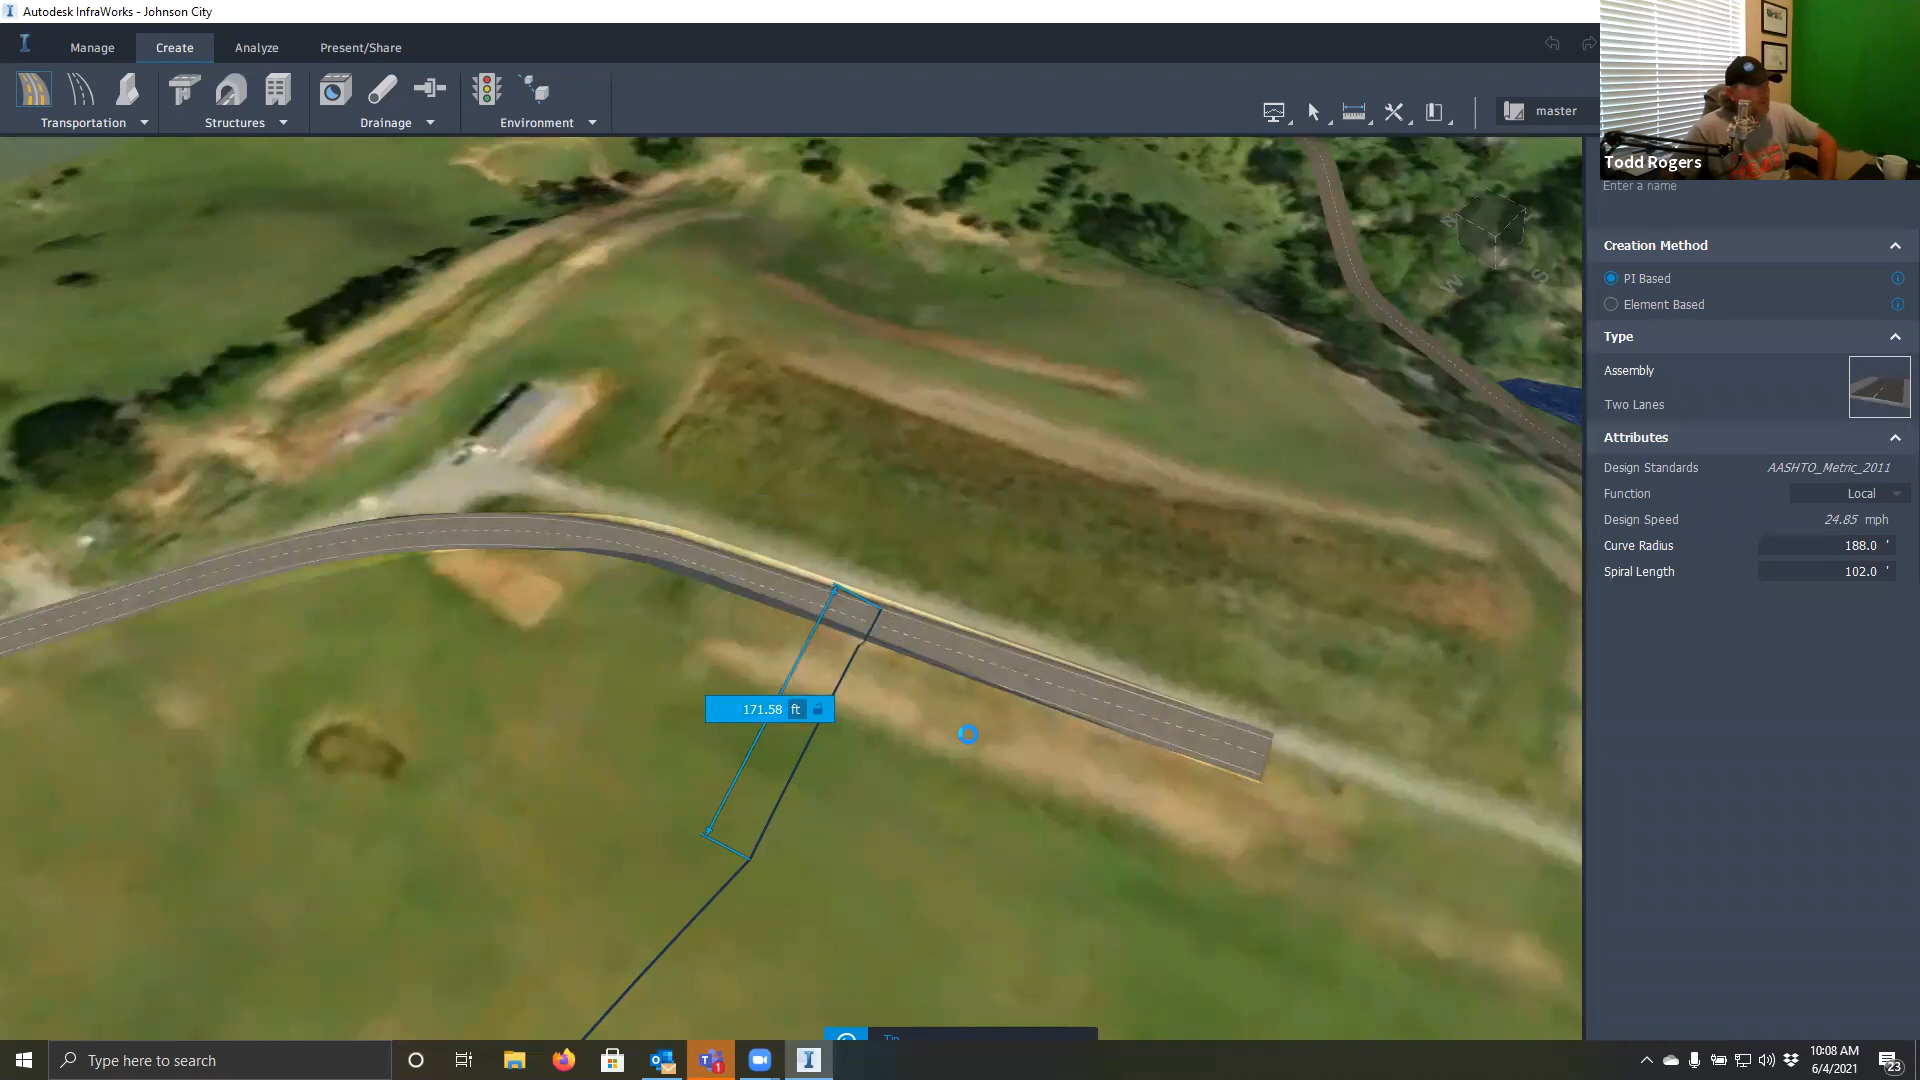 Autodesk InfraWorks - Johnson City
Manage
Create
Analyze
Present/Share
Transportation
Structures
Drainage
Environment
master
Todd Rogers
Enter a name
Creation Method
PI Based
Element Based
Type
Assembly
Two Lanes
Attributes
Design Standards AASHTO_Metric_2011
Function Local
Design Speed 24.85 mph
Curve Radius 188.0 '
Spiral Length 102.0 '
N
W
S
171.58 ft
Tip
Type here to search
10:08 AM
6/4/2021
23
1